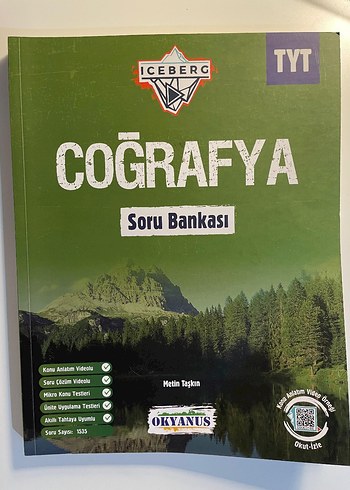 ICEBERG
TYT
COĞRAFYA
Soru Bankası
Konu Anlatım Videolu
Soru Çözüm Videolu
Mikro Konu Testleri
Ünite Uygulama Testleri
Akıllı Tahtaya Uyumlu
Soru Sayısı: 1535
Metin Taşkın
OKYANUS
Konu Anlatım Video Örneği
Okut-İzle